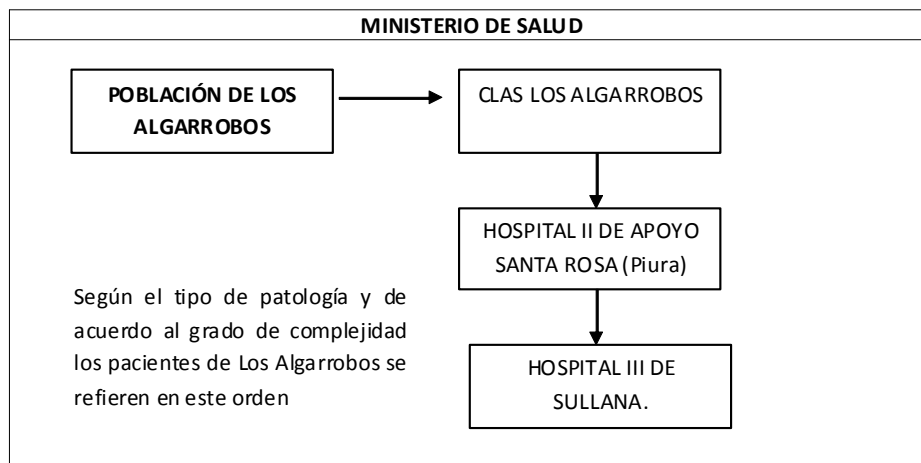 MINISTERIO DE SALUD
POBLACIÓN DE LOS
ALGARROBOS
CLAS LOS ALGARROBOS
HOSPITAL II DE APOYO
SANTA ROSA (Piura)
Según el tipo de patología y de
acuerdo al grado de complejidad
los pacientes de Los Algarrobos se
refieren en este orden
HOSPITAL III DE
SULLANA.